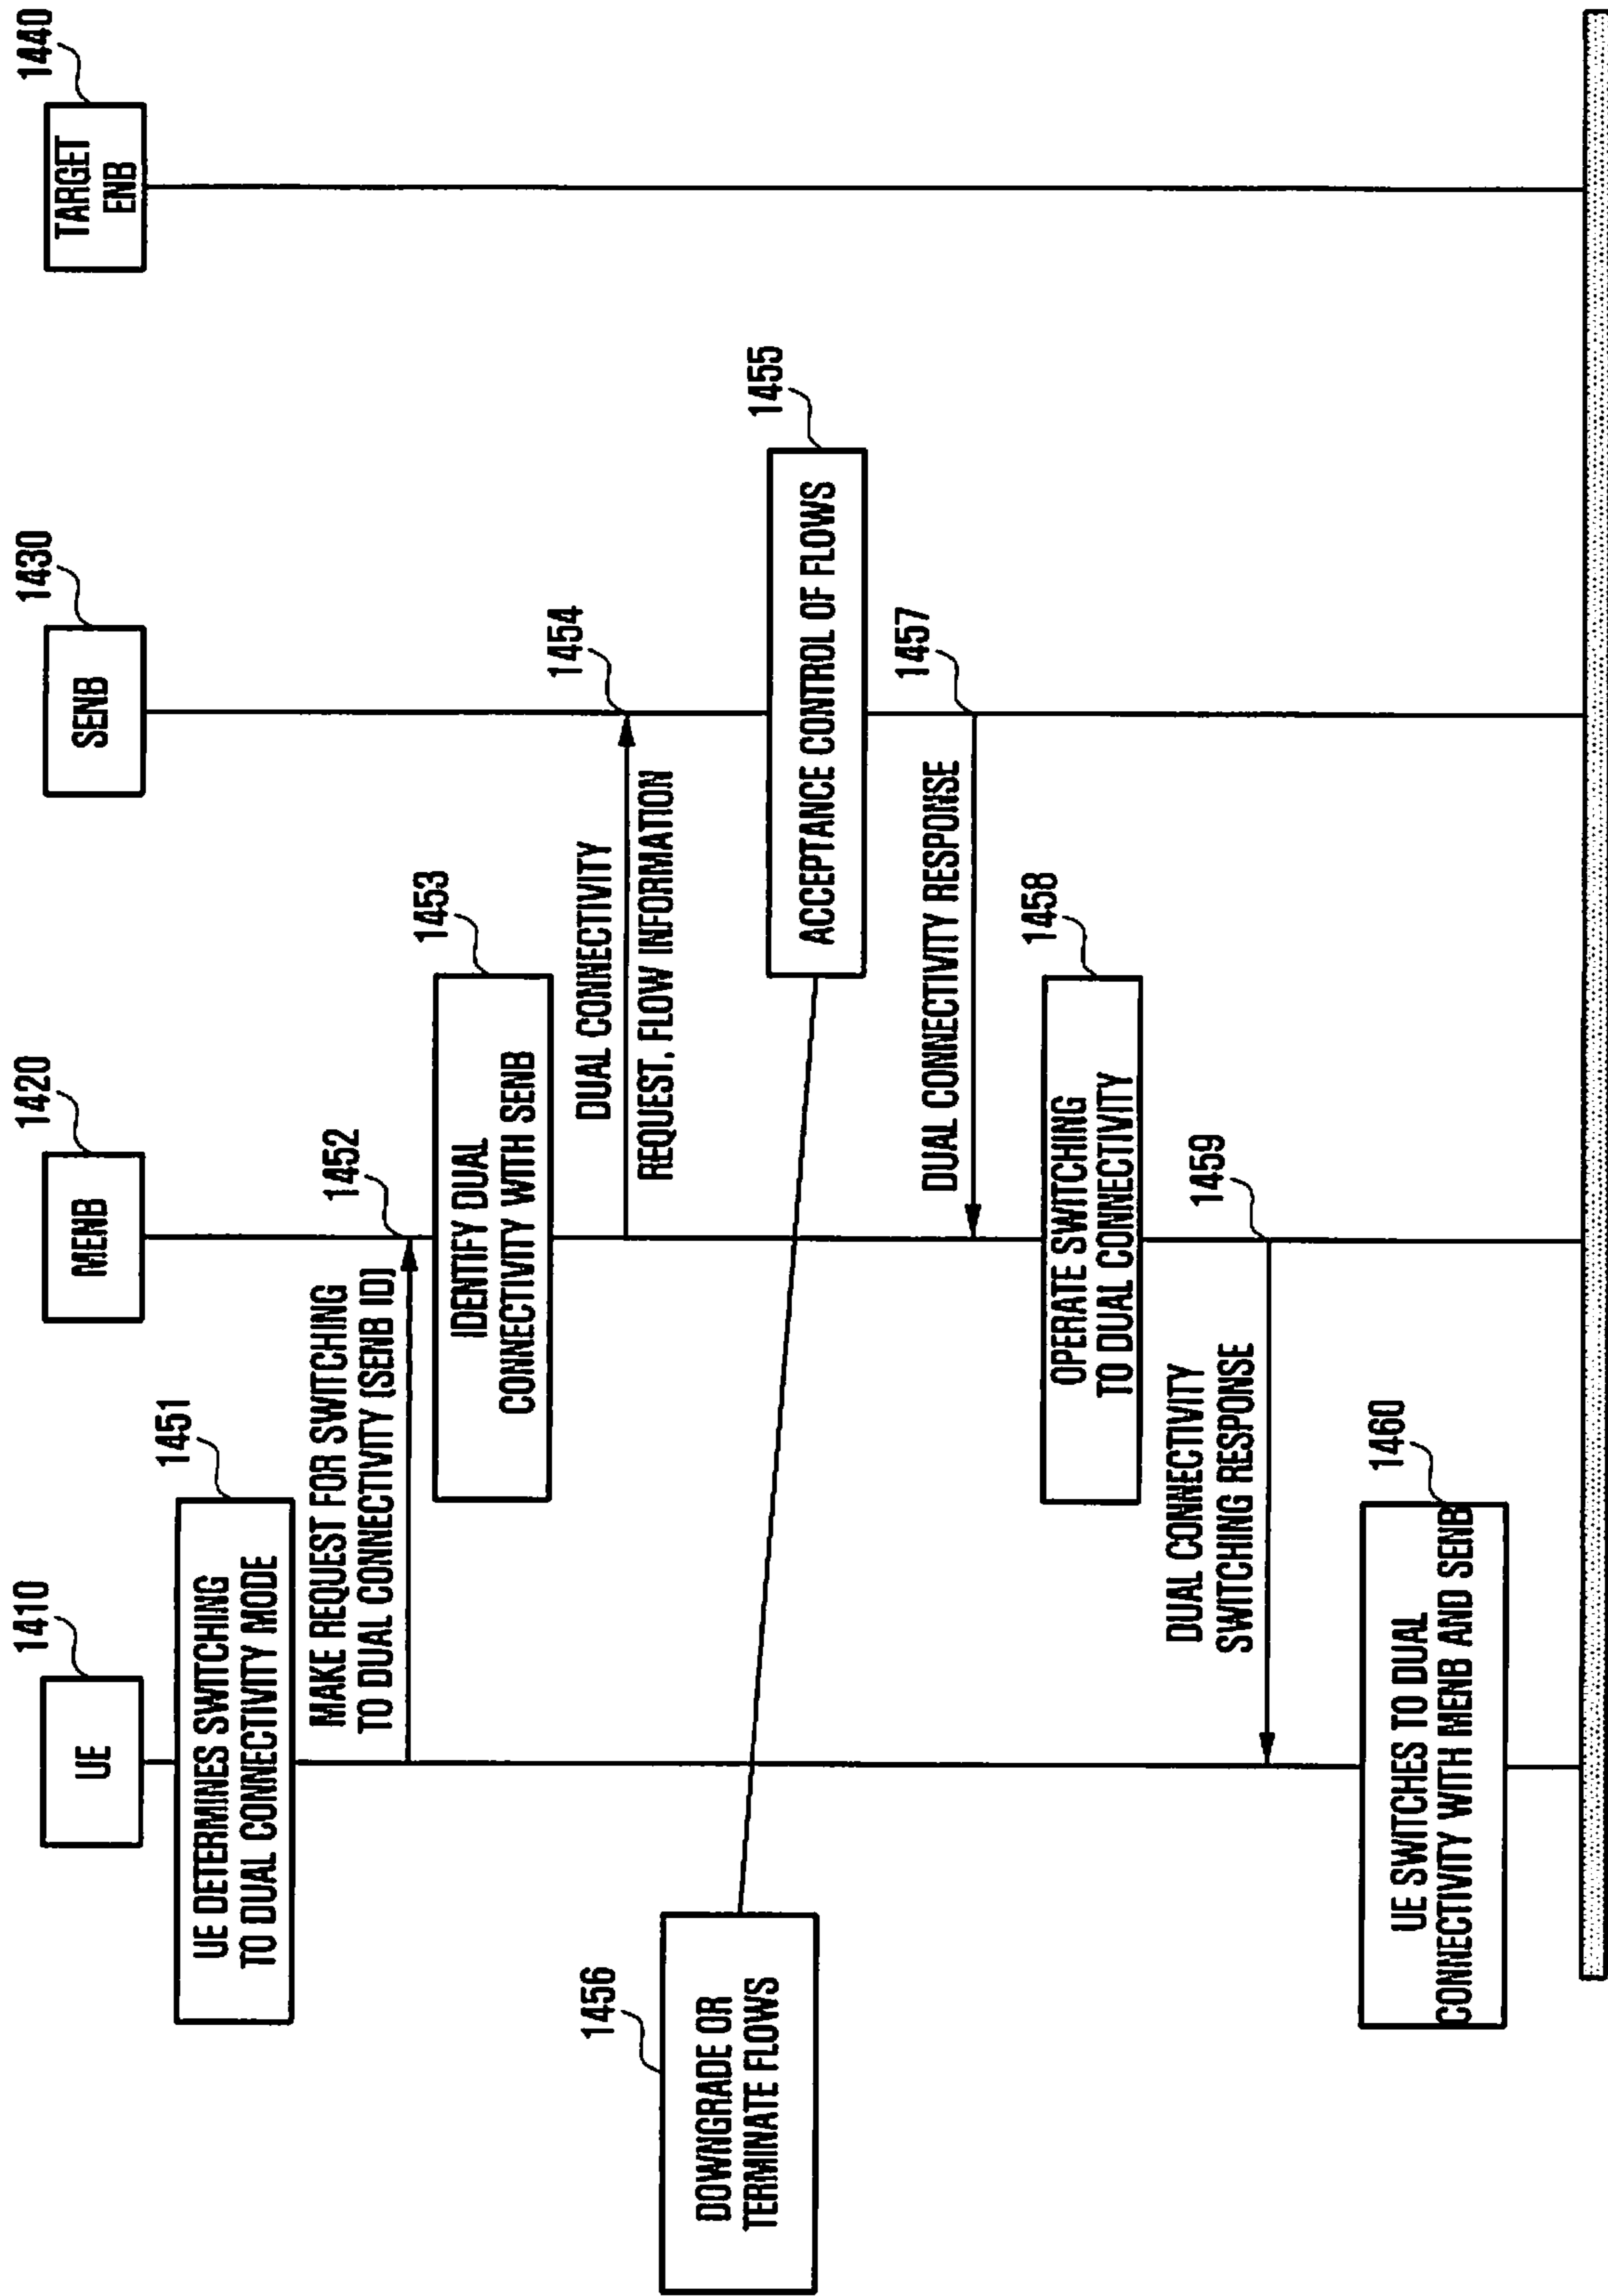 1410
UE
1420
MENB
1430
SENB
1440
TARGET
ENB
1451
UE DETERMINES SWITCHING
TO DUAL CONNECTIVITY MODE
1452
MAKE REQUEST FOR SWITCHING
TO DUAL CONNECTIVITY (SENB ID)
1453
IDENTIFY DUAL
CONNECTIVITY WITH SENB
1454
DUAL CONNECTIVITY
REQUEST. FLOW INFORMATION
1455
ACCEPTANCE CONTROL OF FLOWS
1456
DOWNGRADE OR
TERMINATE FLOWS
1457
DUAL CONNECTIVITY RESPONSE
1458
OPERATE SWITCHING
TO DUAL CONNECTIVITY
1459
DUAL CONNECTIVITY
SWITCHING RESPONSE
1460
UE SWITCHES TO DUAL
CONNECTIVITY WITH MENB AND SENB